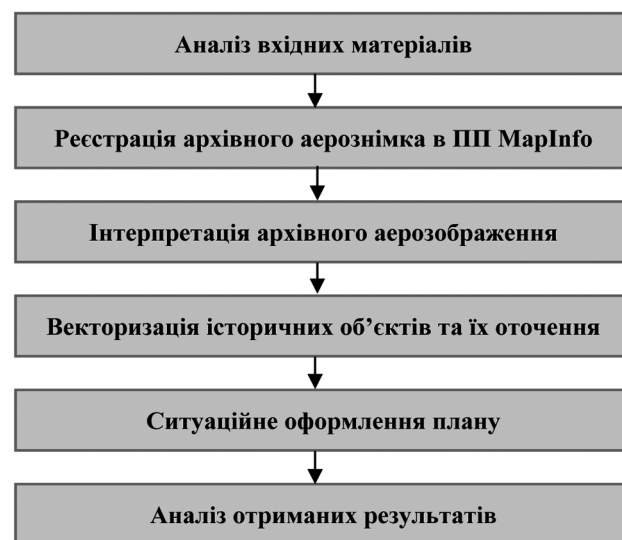 Аналіз вхідних матеріалів
Реєстрація архівного аерознімка в ПП MapInfo
Інтерпретація архівного аерозображення
Векторизація історичних об’єктів та їх оточення
Ситуаційне оформлення плану
Аналіз отриманих результатів